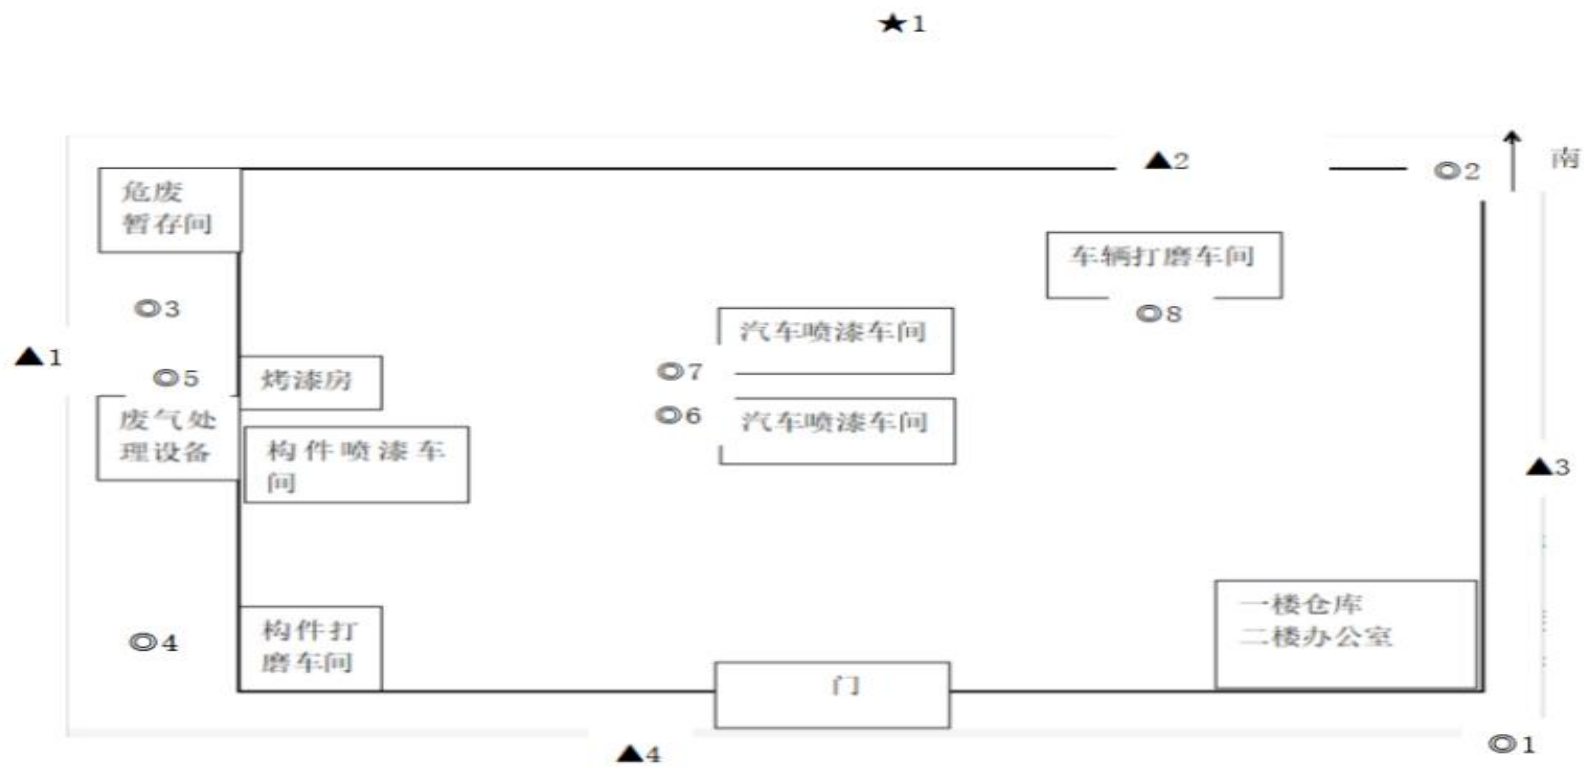 ★1
▲2
◎2
南
危废
暂存间
车辆打磨车间
◎3
◎8
汽车喷漆车间
▲1
◎5
烤漆房
◎7
废气处
理设备
◎6
汽车喷漆车间
构件喷漆车
间
▲3
一楼仓库
二楼办公室
◎4
构件打
磨车间
门
▲4
◎1